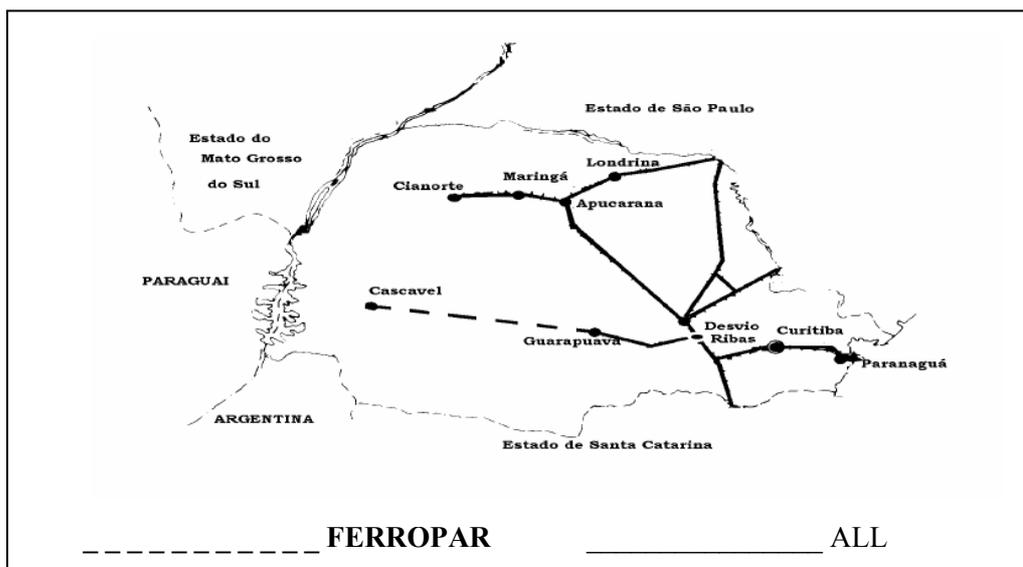 Estado de São Paulo
Estado do
Mato Grosso
do Sul
Londrina
Maringá
Cianorte
Apucarana
PARAGUAI
Cascavel
Guarapuava
Desvio
Ribas
Curitiba
Paranaguá
ARGENTINA
Estado de Santa Catarina
FERROPAR
ALL